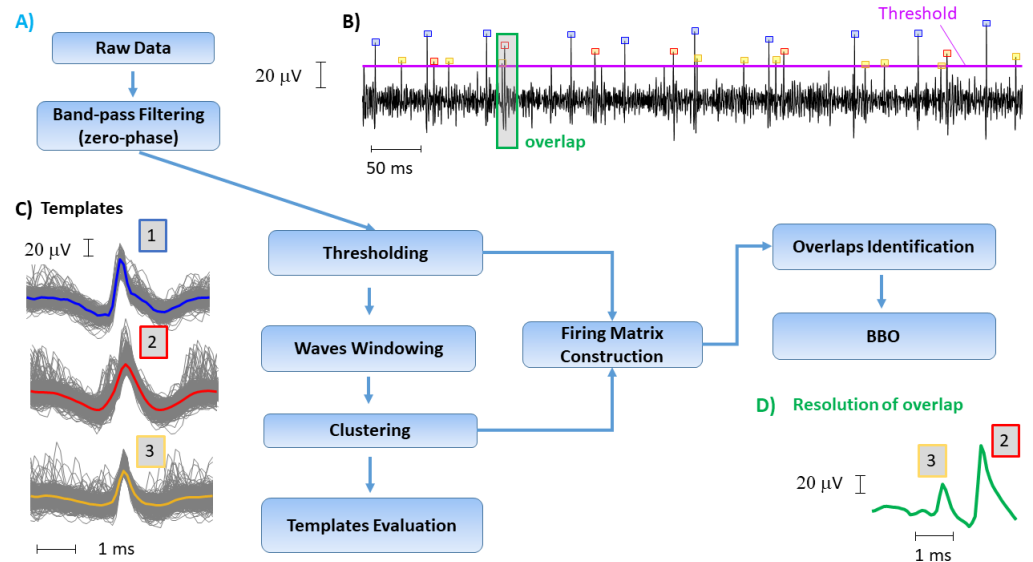 A)
Raw Data
Band-pass Filtering
(zero-phase)
B)
Threshold
20 μV
overlap
50 ms
C) Templates
20 μV
1
2
3
1 ms
Thresholding
Waves Windowing
Clustering
Templates Evaluation
Firing Matrix
Construction
Overlaps Identification
BBO
D) Resolution of overlap
3
2
20 μV
1 ms